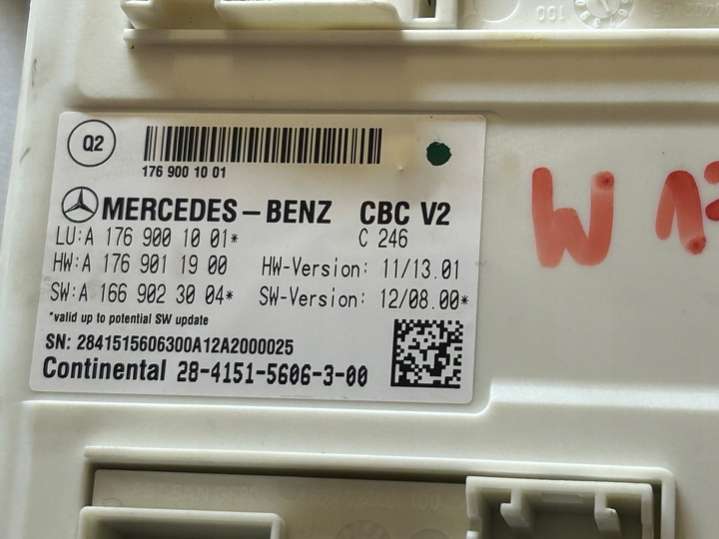 100
Q2
176 900 10 01
MERCEDES-BENZ CBC V2
LU:A 176 900 10 01* C 246
HW:A 176 901 19 00 HW-Version: 11/13.01
SW:A 166 902 30 04* SW-Version: 12/08.00*
*valid up to potential SW update
SN: 2841515606300A12A2000025
Continental 28-4151-5606-3-00
W